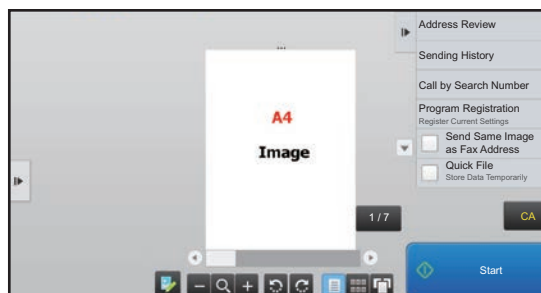 Address Review
Sending History
Call by Search Number
Program Registration
Register Current Settings
Send Same Image
as Fax Address
Quick File
Store Data Temporarily
A4
Image
1 / 7
CA
Start